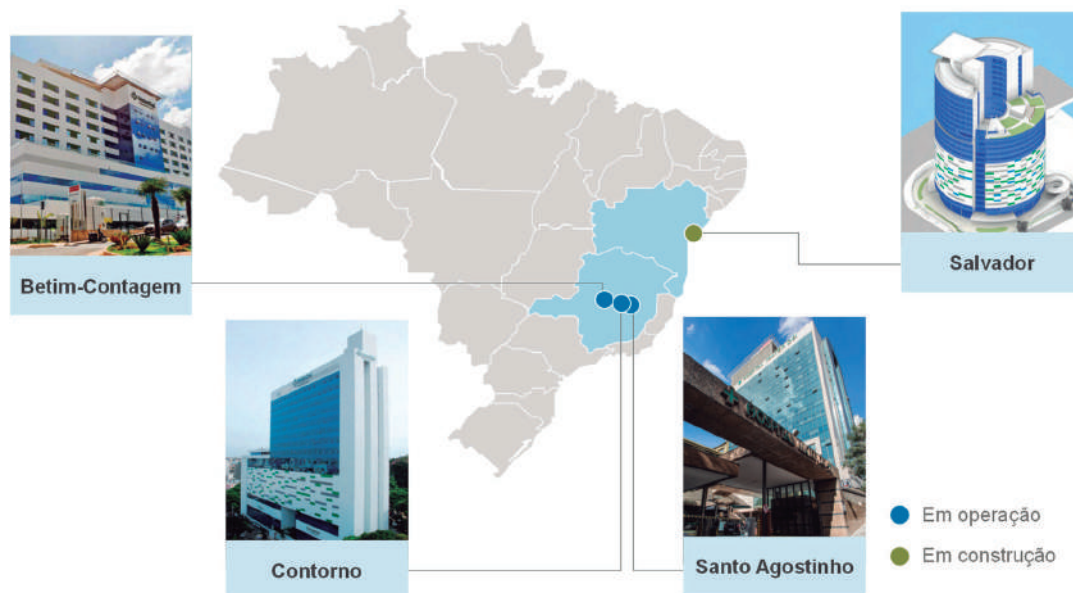 Betim-Contagem
Salvador
Contorno
Santo Agostinho
Em operação
Em construção